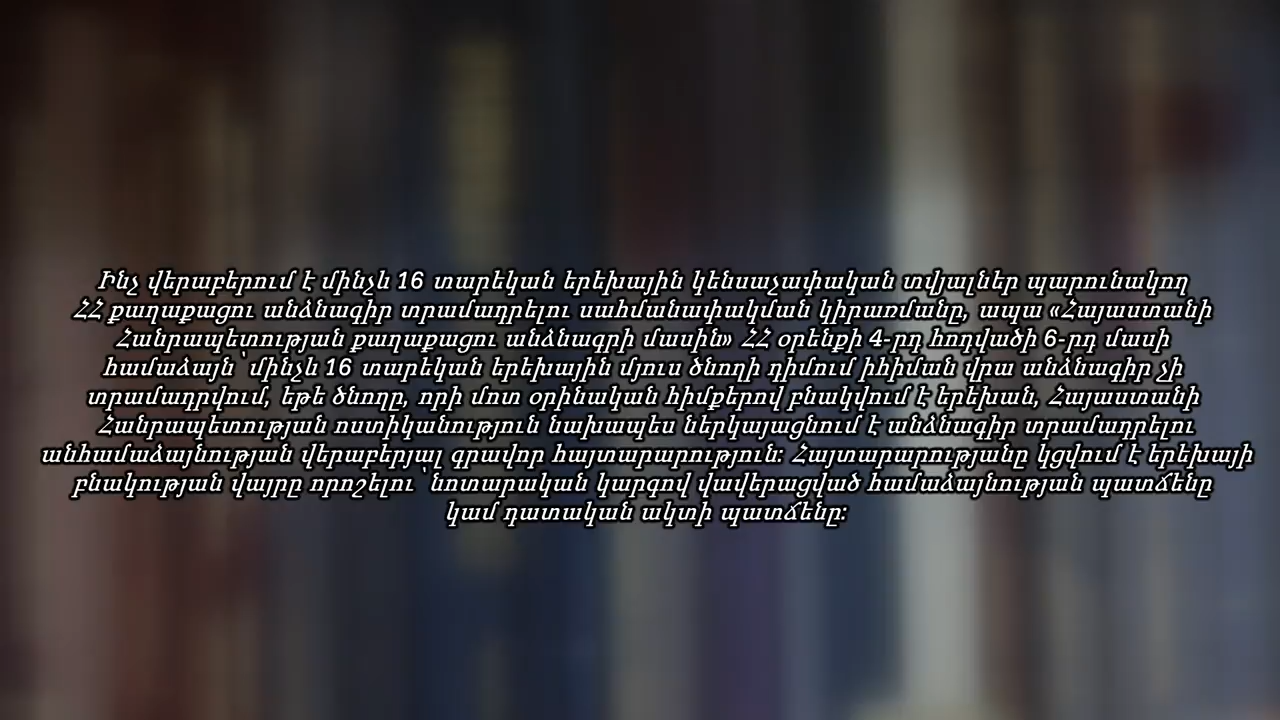 Ինչ վերաբերում է մինչև 16 տարեկան երեխային կենսաչափական տվյալներ պարունակող
ՀՀ քաղաքացու անձնագիր տրամադրելու սահմանափակման կիրառմանը, ապա «Հայաստանի
Հանրապետության քաղաքացու անձնագրի մասին» ՀՀ օրենքի 4-րդ հոդվածի 6-րդ մասի
համաձայն՝ մինչև 16 տարեկան երեխային մյուս ծնողի դիմում իհիման վրա անձնագիր չի
տրամադրվում, եթե ծնողը, որի մոտ օրինական հիմքերով բնակվում է երեխան, Հայաստանի
Հանրապետության ոստիկանություն նախապես ներկայացնում է անձնագիր տրամադրելու
անհամաձայնության վերաբերյալ գրավոր հայտարարություն: Հայտարարությանը կցվում է երեխայի
բնակության վայրը որոշելու՝ նոտարական կարգով վավերացված համաձայնության պատճենը
կամ դատական ակտի պատճենը: